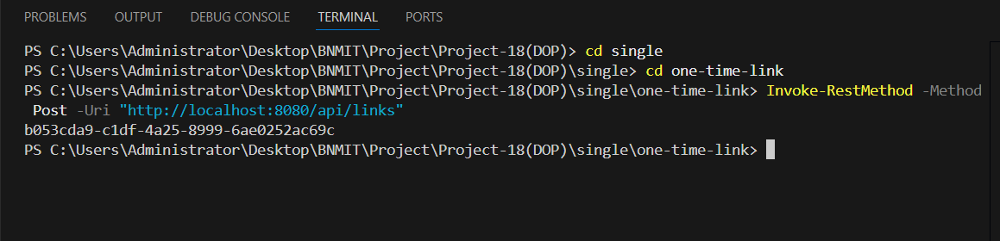 PROBLEMS OUTPUT DEBUG CONSOLE TERMINAL PORTS
PS C:\Users\Administrator\Desktop\BNMIT\Project\Project-18(DOP)> cd single
PS C:\Users\Administrator\Desktop\BNMIT\Project\Project-18(DOP)\single> cd one-time-link
PS C:\Users\Administrator\Desktop\BNMIT\Project\Project-18(DOP)\single\one-time-link> Invoke-RestMethod -Method
Post -Uri "http://localhost:8080/api/links"
b053cda9-c1df-4a25-8999-6ae0252ac69c
PS C:\Users\Administrator\Desktop\BNMIT\Project\Project-18(DOP)\single\one-time-link>